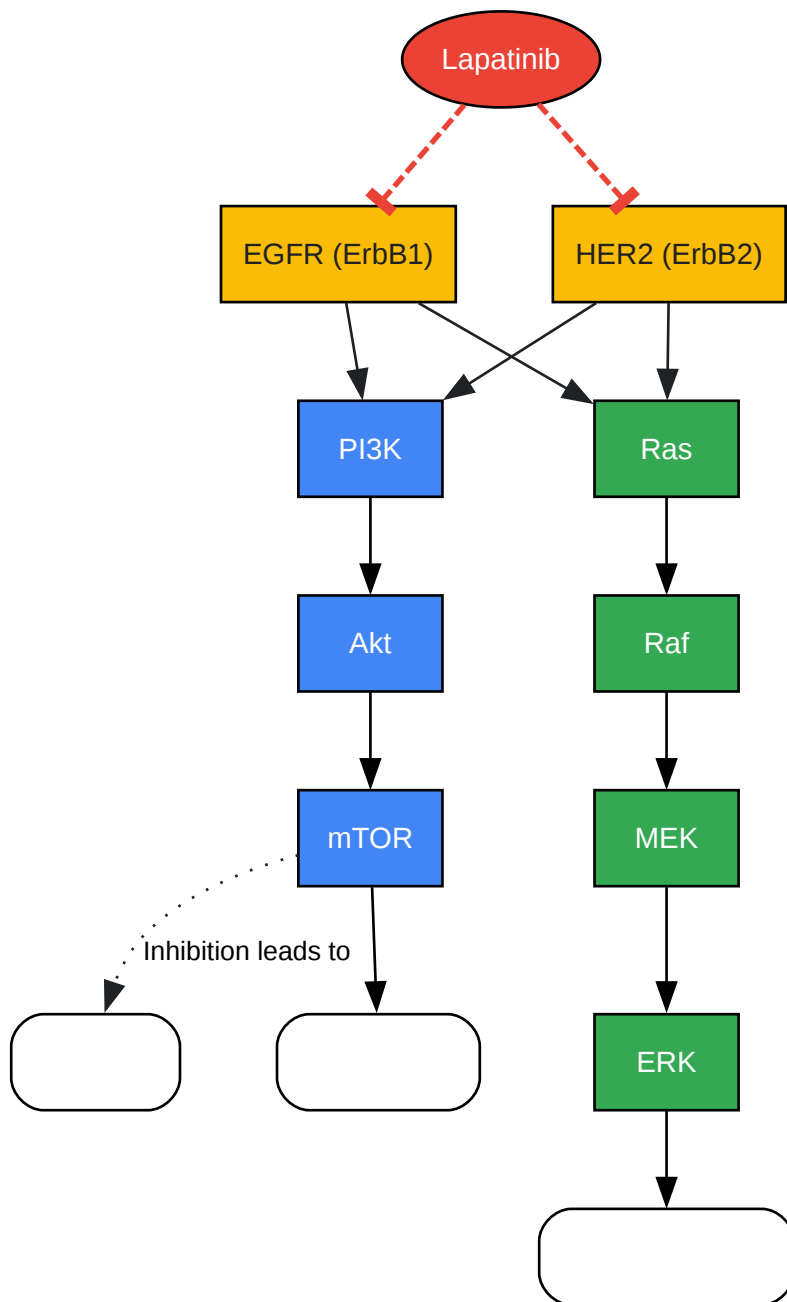 Lapatinib
EGFR (ErbB1)
HER2 (ErbB2)
PI3K
Ras
Akt
Raf
mTOR
MEK
Inhibition leads to
ERK